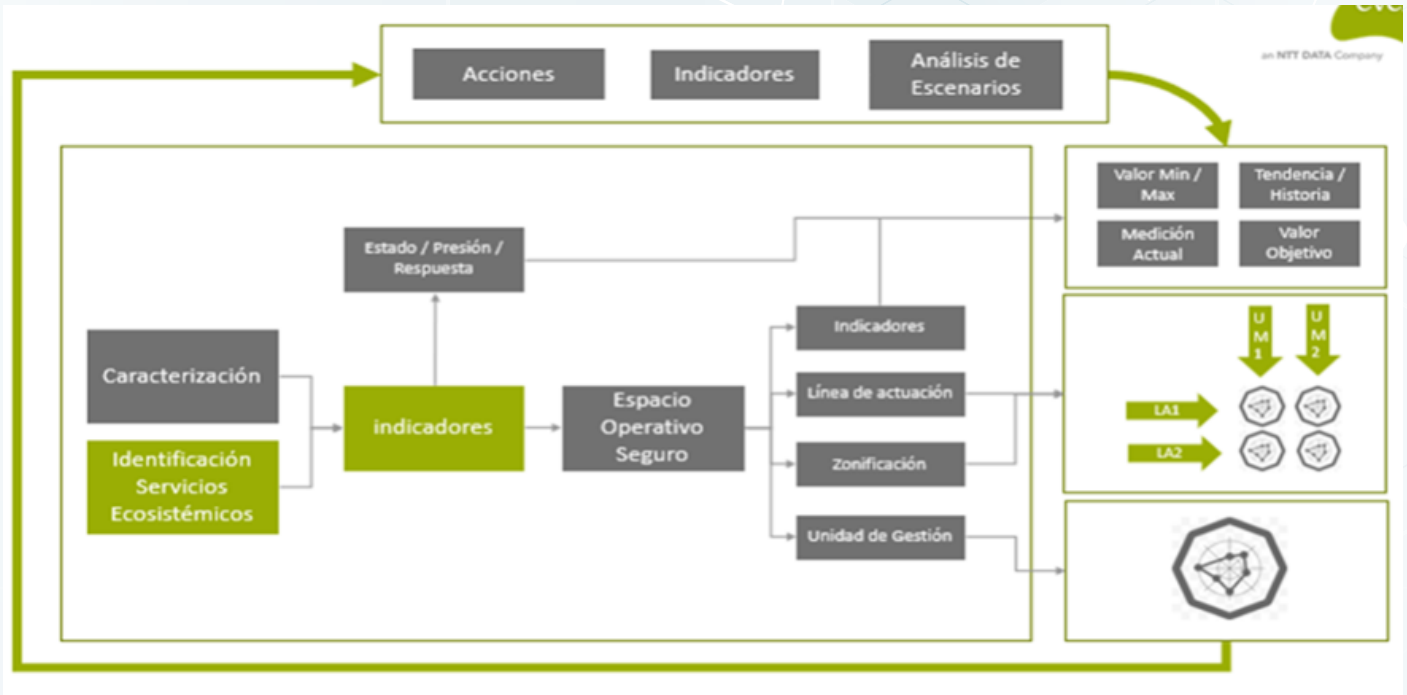 Acciones
Indicadores
Análisis de
Escenarios
an NTT DATA Company
Valor Min /
Max
Tendencia /
Historia
Medición
Actual
Valor
Objetivo
Estado / Presión /
Respuesta
Caracterización
Identificación
Servicios
Ecosistémicos
indicadores
Espacio
Operativo
Seguro
Indicadores
Línea de actuación
Zonificación
Unidad de Gestión
U
M
1
U
M
2
LA1
LA2